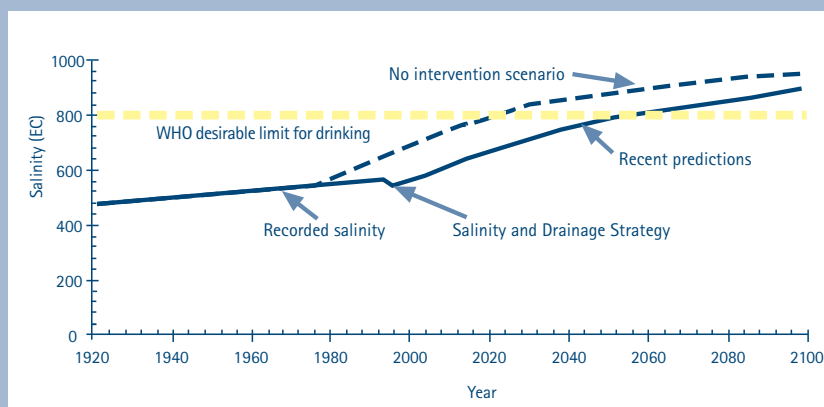 1000
800
600
400
200
0
Salinity (EC)
No intervention scenario
WHO desirable limit for drinking
Recent predictions
Recorded salinity
Salinity and Drainage Strategy
1920 1940 1960 1980 2000 2020 2040 2060 2080 2100
Year